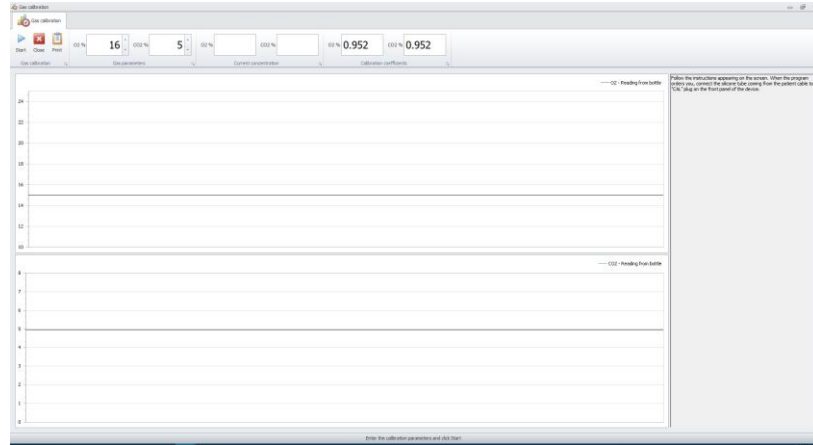 Gas calibration
Gas calibration
Start Close Print
O2 % 16 CO2 % 5 O2 % CO2 % O2 % 0.952 CO2 % 0.952
Gas calibration Gas parameters Current concentration Calibration coefficients
O2 - Reading from bottle
24
22
20
18
16
14
12
10
CO2 - Reading from bottle
8
7
6
5
4
3
2
1
0
Follow the instructions appearing on the screen. When the program
orders you, connect the silicone tube coming from the patient cable to
"CAL" plug on the front panel of the device.
Enter the calibration parameters and click Start